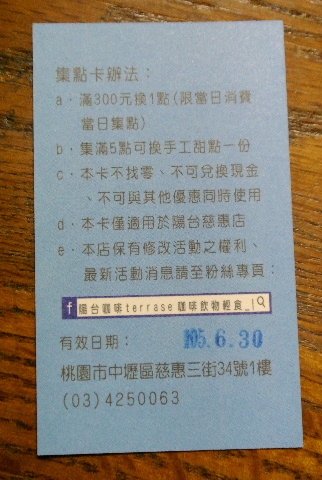 集點卡辦法：
a．滿300元換1點(限當日消費
當日集點)
b．集滿5點可換手工甜點一份
c．本卡不找零、不可兌換現金
、不可與其他優惠同時使用
d．本卡僅適用於陽台慈惠店
e．本店保有修改活動之權利、
最新活動消息請至粉絲專頁：
f 陽台咖啡terrase咖啡飲物輕食_
有效日期： 105.6.30
桃園市中壢區慈惠三街34號1樓
(03)4250063